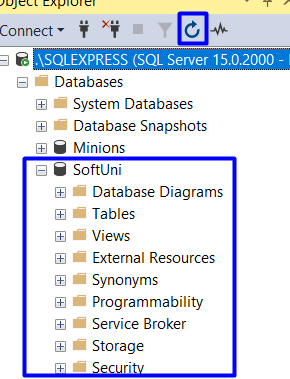 Object Explorer
Connect
.\SQLEXPRESS (SQL Server 15.0.2000 -
Databases
System Databases
Database Snapshots
Minions
SoftUni
Database Diagrams
Tables
Views
External Resources
Synonyms
Programmability
Service Broker
Storage
Security